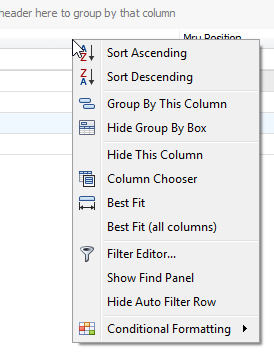 header here to group by that column
Mru Position
Sort Ascending
Sort Descending
Group By This Column
Hide Group By Box
Hide This Column
Column Chooser
Best Fit
Best Fit (all columns)
Filter Editor...
Show Find Panel
Hide Auto Filter Row
Conditional Formatting